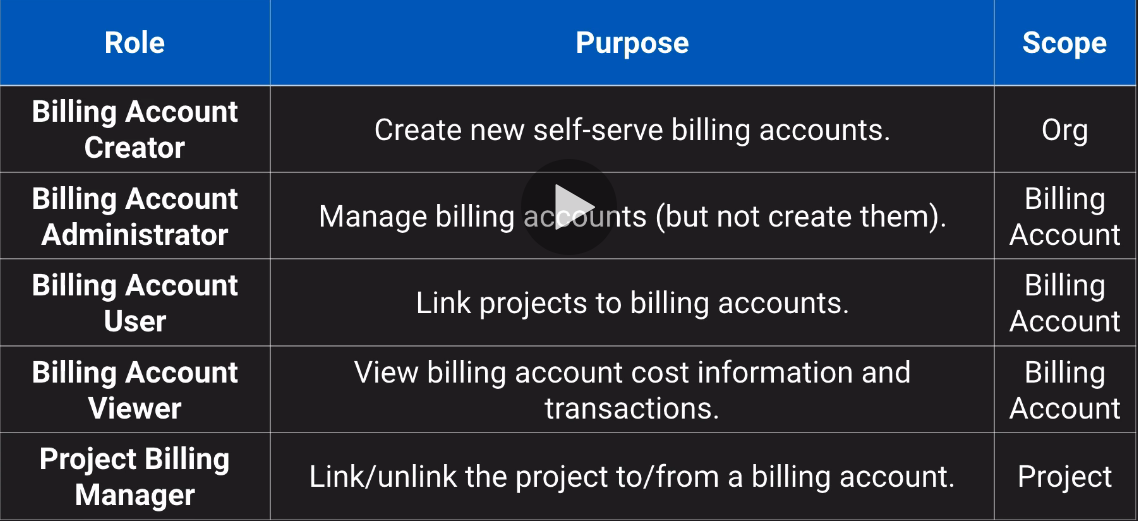 Role Purpose Scope
Billing Account
Creator
Create new self-serve billing accounts.
Org
Billing Account
Administrator
Manage billing accounts (but not create them).
Billing
Account
Billing Account
User
Link projects to billing accounts.
Billing
Account
Billing Account
Viewer
View billing account cost information and
transactions.
Billing
Account
Project Billing
Manager
Link/unlink the project to/from a billing account.
Project